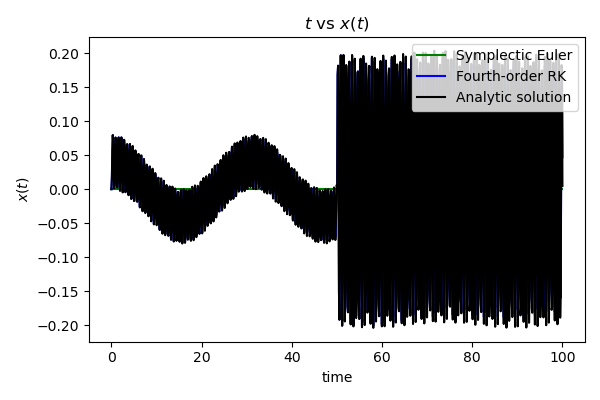 t vs x(t)
Symplectic Euler
Fourth-order RK
Analytic solution
x(t)
0.20
0.15
0.10
0.05
0.00
−0.05
−0.10
−0.15
−0.20
0 20 40 60 80 100
time